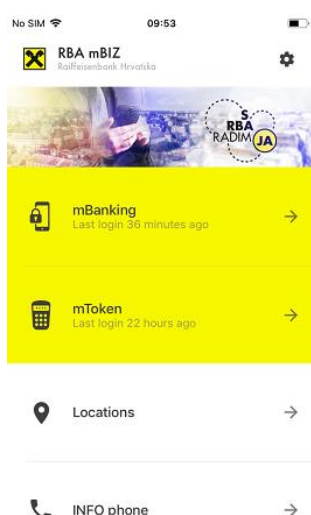 No SIM 09:53
RBA mBIZ
Raiffeisenbank Hrvatska
S
RBA
RADIM JA
mBanking
Last login 36 minutes ago
mToken
Last login 22 hours ago
Locations
INFO phone